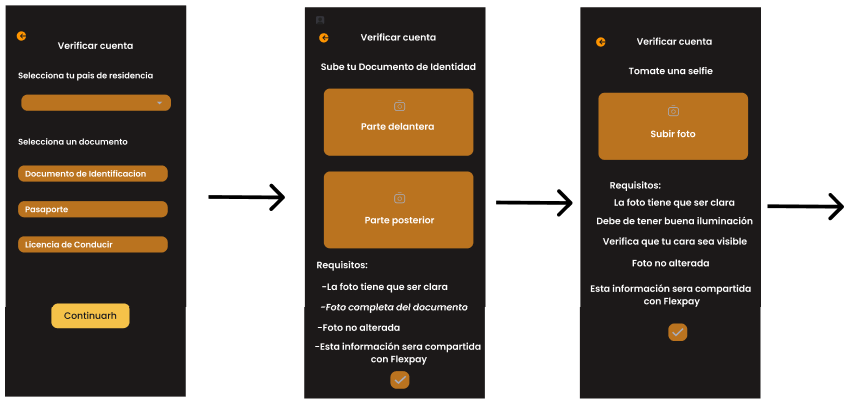 Verificar cuenta
Selecciona tu pais de residencia
Selecciona un documento
Documento de Identificacion
Pasaporte
Licencia de Conducir
Continuarh
Verificar cuenta
Sube tu Documento de Identidad
Parte delantera
Parte posterior
Requisitos:
-La foto tiene que ser clara
-Foto completa del documento
-Foto no alterada
-Esta información sera compartida
con Flexpay
Verificar cuenta
Tomate una selfie
Subir foto
Requisitos:
La foto tiene que ser clara
Debe de tener buena iluminación
Verifica que tu cara sea visible
Foto no alterada
Esta información sera compartida
con Flexpay